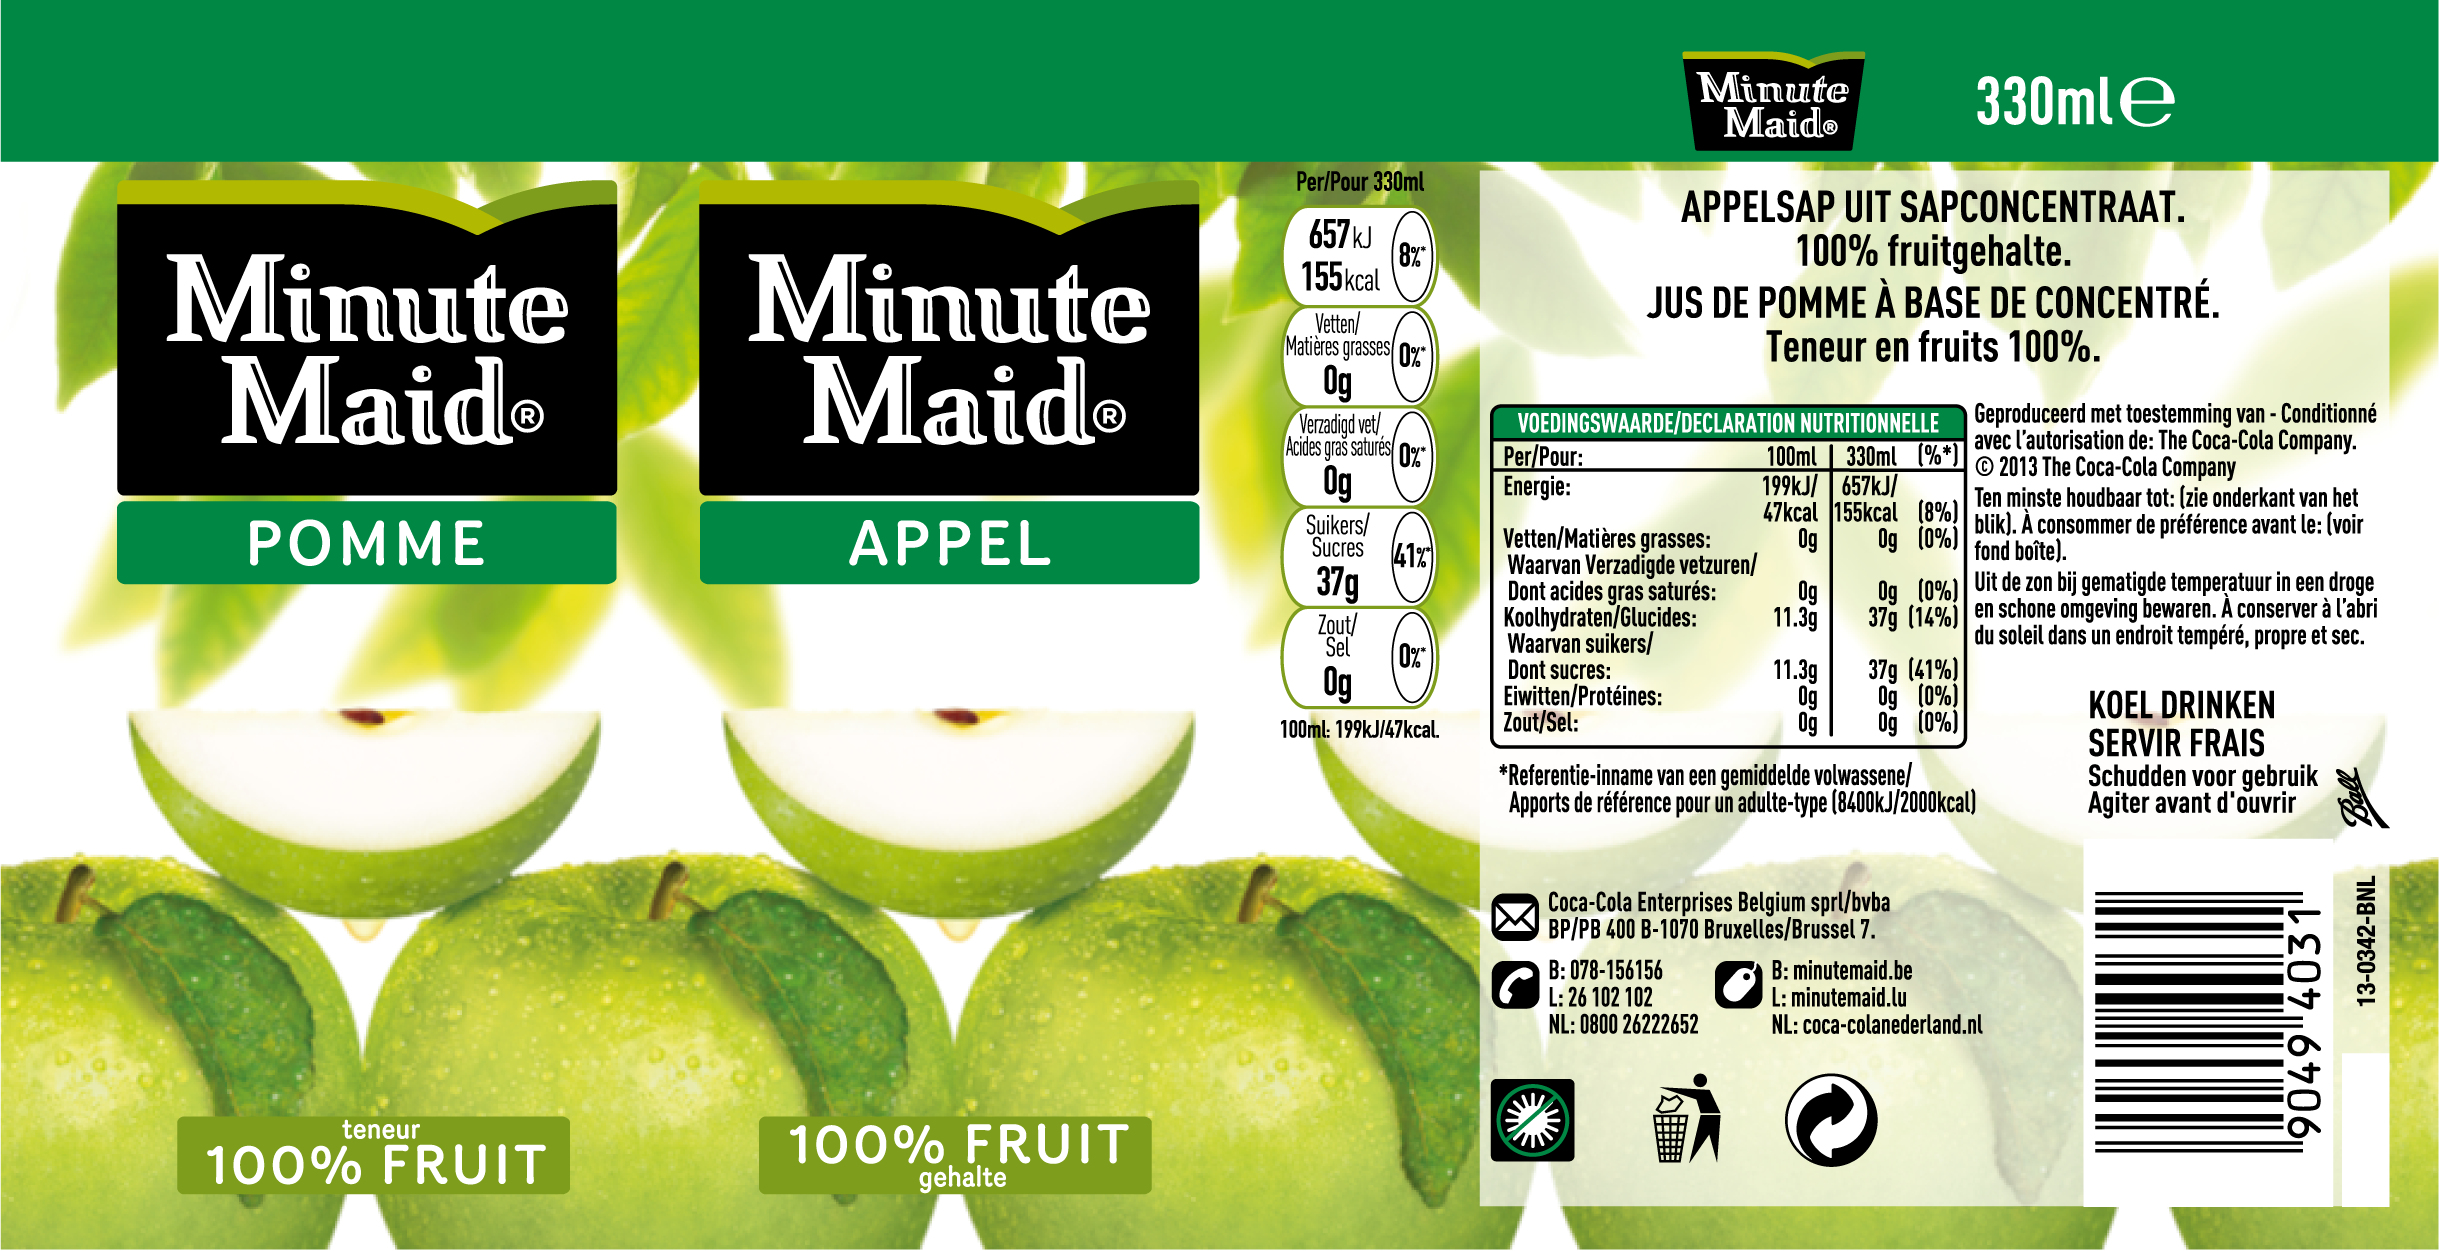 Minute
Maid®
330ml e
Minute
Maid®
POMME
teneur
100% FRUIT
Minute
Maid®
APPEL
100% FRUIT
gehalte
Per/Pour 330ml
657kJ
155kcal
8%*
Vetten/
Matières grasses
0g
0%*
Verzadigd vet/
Acides gras saturés
0g
0%*
Suikers/
Sucres
37g
41%*
Zout/
Sel
0g
0%*
100ml: 199kJ/47kcal.
APPELSAP UIT SAPCONCENTRAAT.
100% fruitgehalte.
JUS DE POMME À BASE DE CONCENTRÉ.
Teneur en fruits 100%.
VOEDINGSWAARDE/DECLARATION NUTRITIONNELLE
Per/Pour: 100ml 330ml (%*)
Energie: 199kJ/ 657kJ/
47kcal 155kcal (8%)
Vetten/Matières grasses: 0g 0g (0%)
Waarvan Verzadigde vetzuren/
Dont acides gras saturés: 0g 0g (0%)
Koolhydraten/Glucides: 11.3g 37g (14%)
Waarvan suikers/
Dont sucres: 11.3g 37g (41%)
Eiwitten/Protéines: 0g 0g (0%)
Zout/Sel: 0g 0g (0%)
*Referentie-inname van een gemiddelde volwassene/
Apports de référence pour un adulte-type (8400kJ/2000kcal)
Geproduceerd met toestemming van - Conditionné
avec l'autorisation de: The Coca-Cola Company.
© 2013 The Coca-Cola Company
Ten minste houdbaar tot: (zie onderkant van het
blik). À consommer de préférence avant le: (voir
fond boîte).
Uit de zon bij gematigde temperatuur in een droge
en schone omgeving bewaren. À conserver à l'abri
du soleil dans un endroit tempéré, propre et sec.
KOEL DRINKEN
SERVIR FRAIS
Schudden voor gebruik
Agiter avant d'ouvrir
Ball
Coca-Cola Enterprises Belgium sprl/bvba
BP/PB 400 B-1070 Bruxelles/Brussel 7.
B: 078-156156
L: 26 102 102
NL: 0800 26222652
B: minutemaid.be
L: minutemaid.lu
NL: coca-colanederland.nl
9049 4031
13-0342-BNL